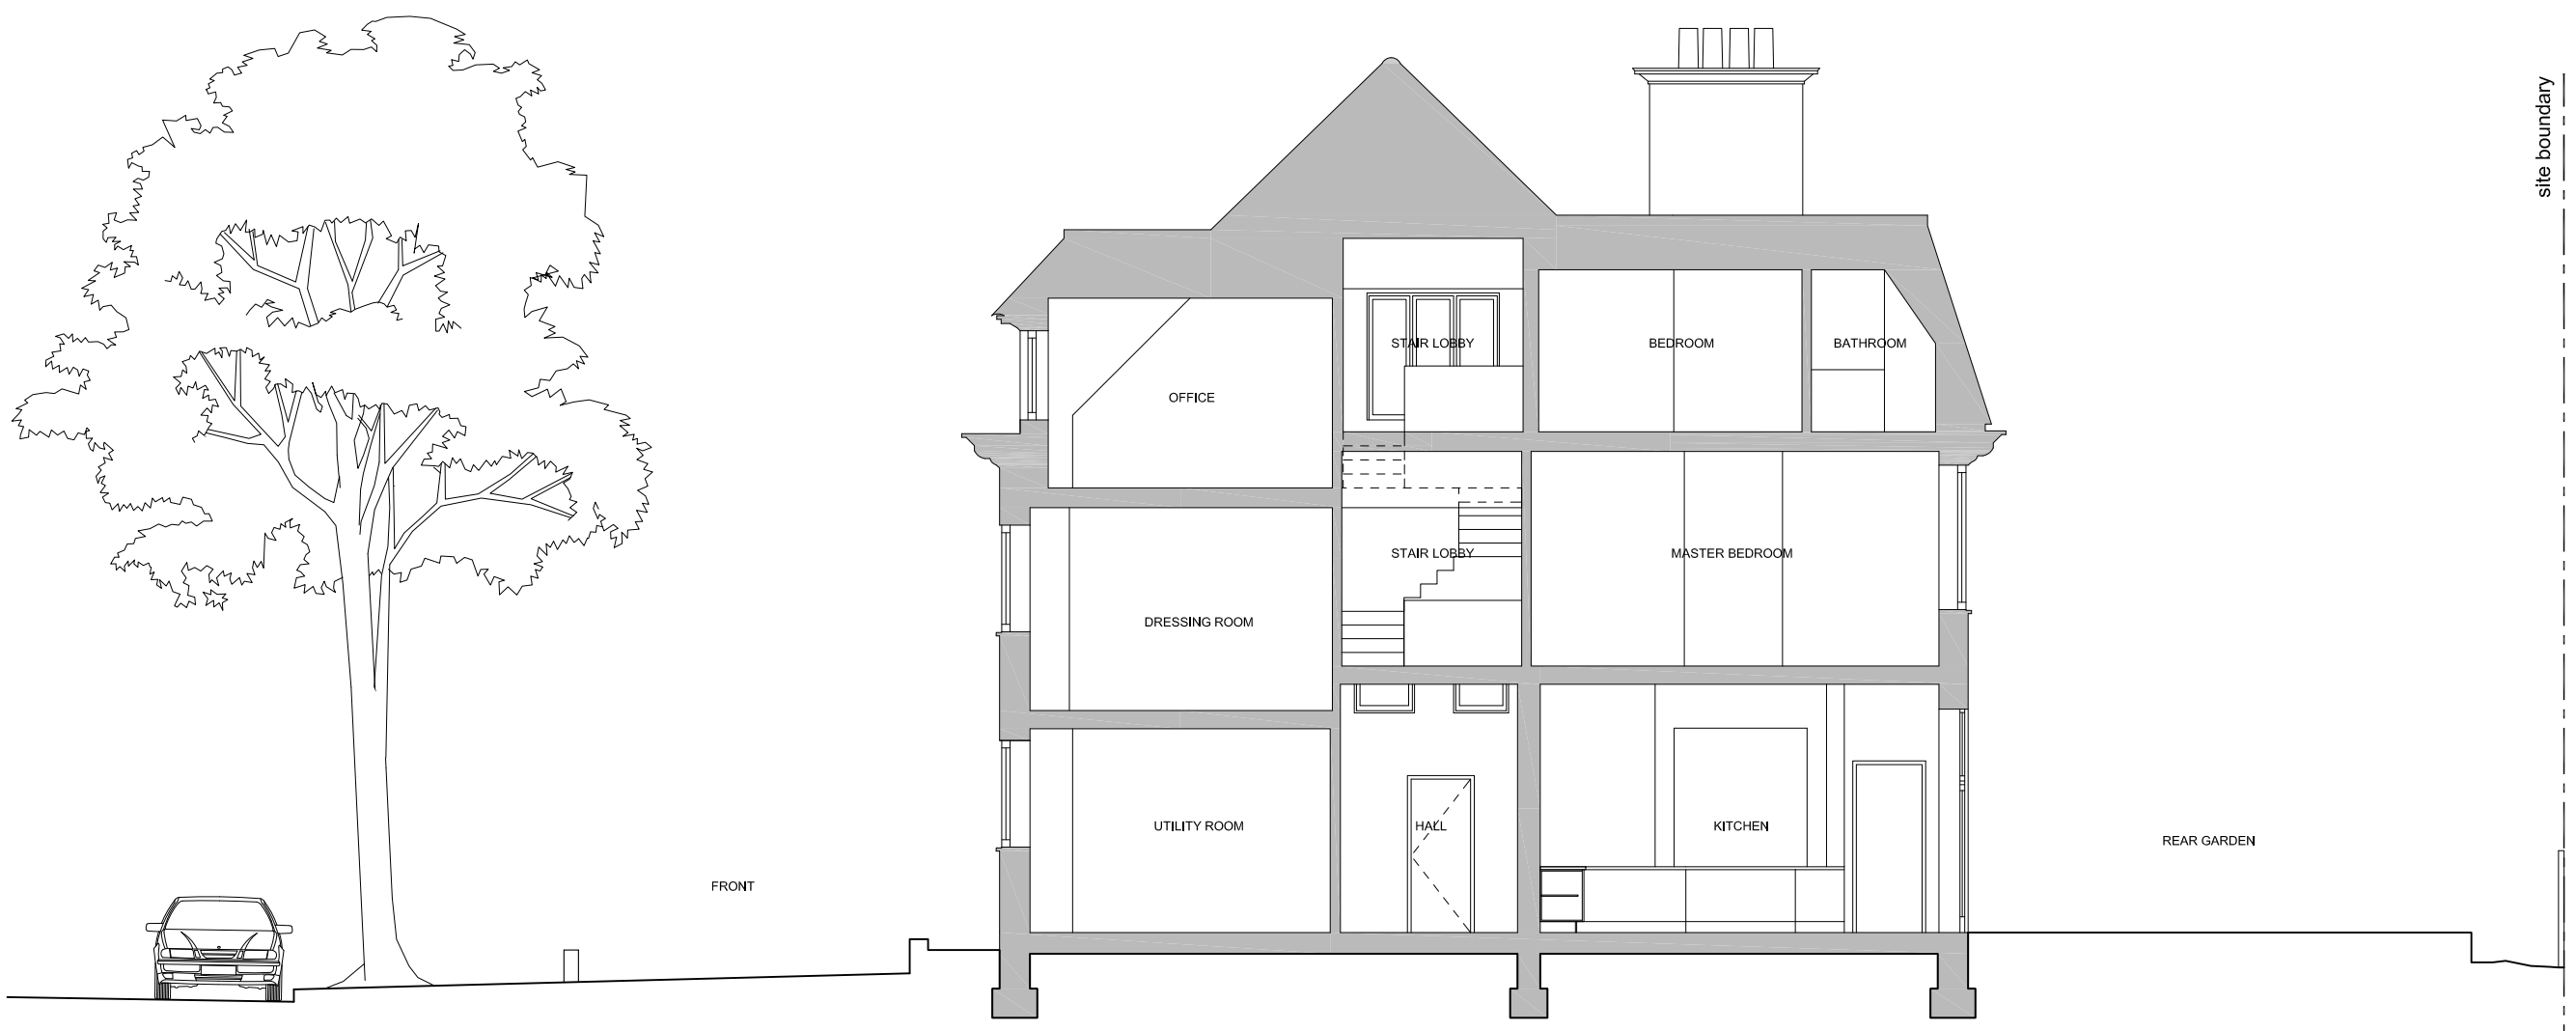 site boundary
STAIR LOBBY
BEDROOM
BATHROOM
OFFICE
STAIR LOBBY
MASTER BEDROOM
DRESSING ROOM
UTILITY ROOM
HALL
KITCHEN
REAR GARDEN
FRONT